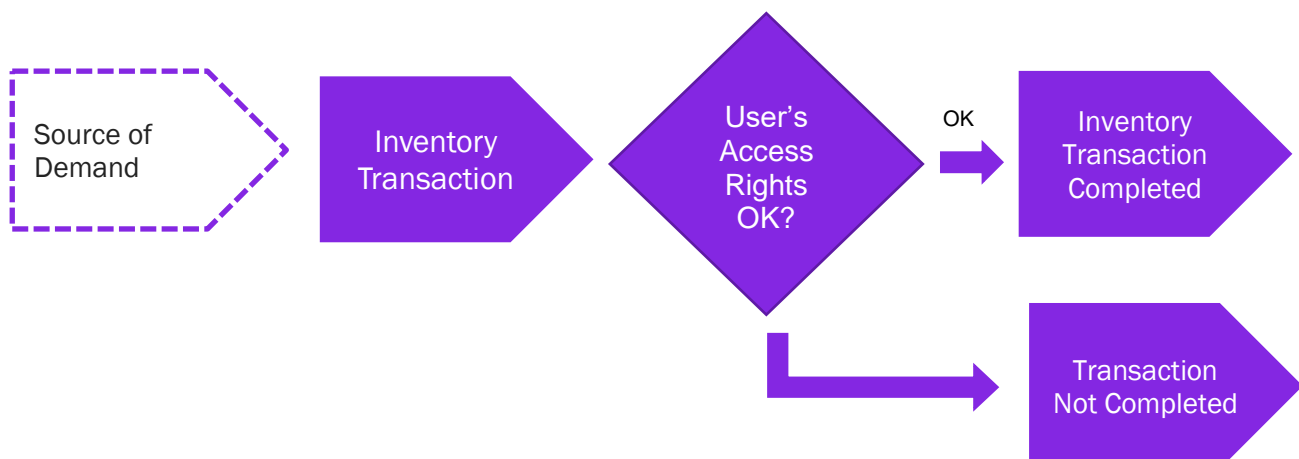 Source of
Demand
Inventory
Transaction
User's
Access
Rights
OK?
OK
Inventory
Transaction
Completed
Transaction
Not Completed